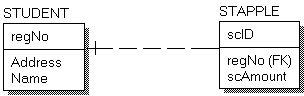 STUDENT
regNo
Address
Name
STAPPLE
scID
regNo (FK)
scAmount